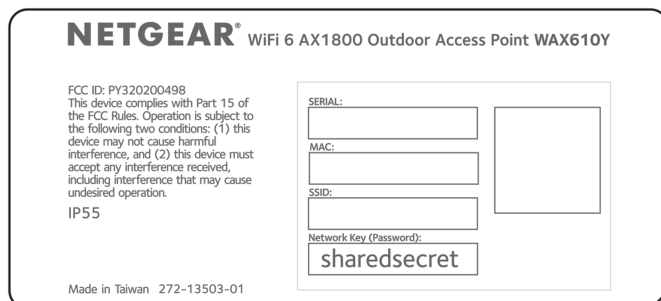 NETGEAR® WiFi 6 AX1800 Outdoor Access Point WAX610Y
FCC ID: PY320200498
This device complies with Part 15 of
the FCC Rules. Operation is subject to
the following two conditions: (1) this
device may not cause harmful
interference, and (2) this device must
accept any interference received,
including interference that may cause
undesired operation.
IP55
Made in Taiwan 272-13503-01
SERIAL:
MAC:
SSID:
Network Key (Password):
sharedsecret